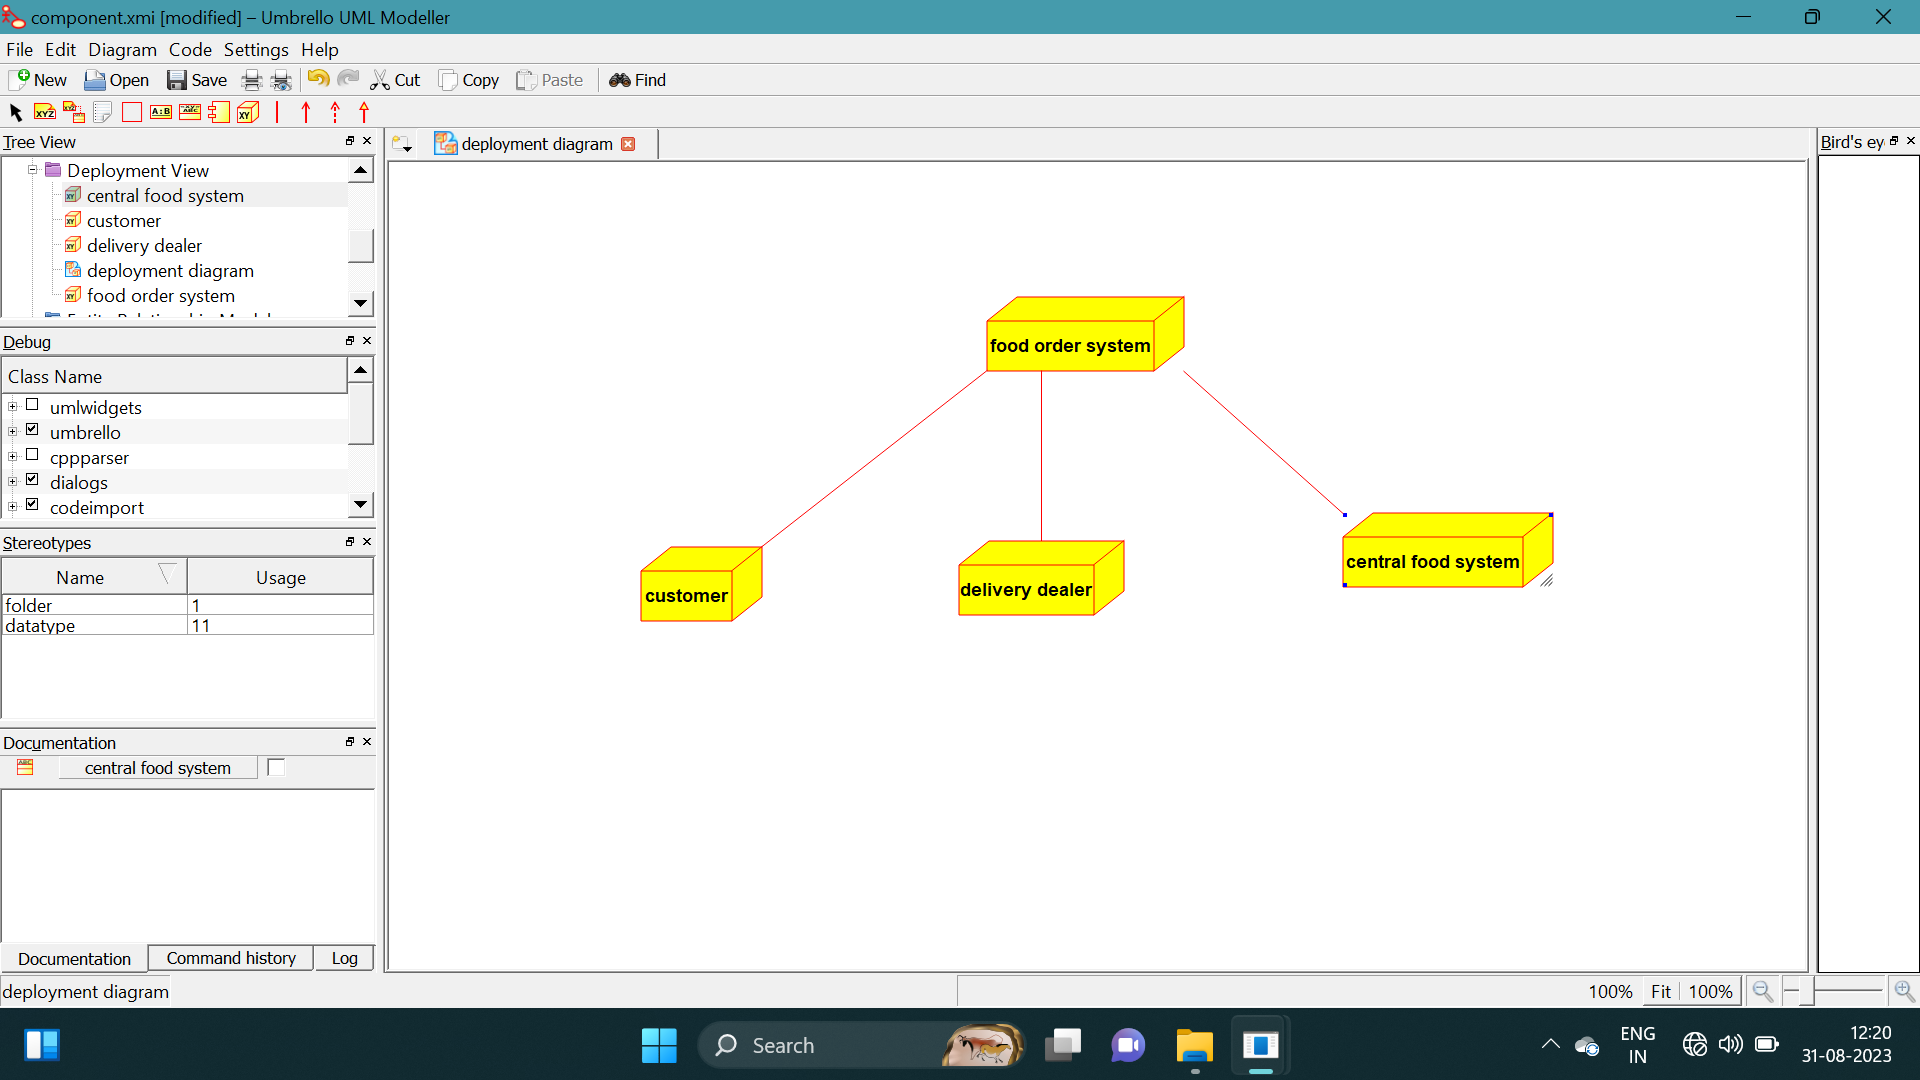 component.xmi [modified] – Umbrello UML Modeller
File Edit Diagram Code Settings Help
New Open Save Cut Copy Paste Find
XYZ XYZ A:B ABC XY
Tree View
Deployment View
central food system
customer
delivery dealer
deployment diagram
food order system
Debug
Class Name
umlwidgets
umbrello
cppparser
dialogs
codeimport
Stereotypes
Name Usage
folder 1
datatype 11
Documentation
central food system
Documentation Command history Log
deployment diagram
deployment diagram
food order system
customer
delivery dealer
central food system
Bird's ey
100% Fit 100%
Search
ENG
IN
12:20
31-08-2023